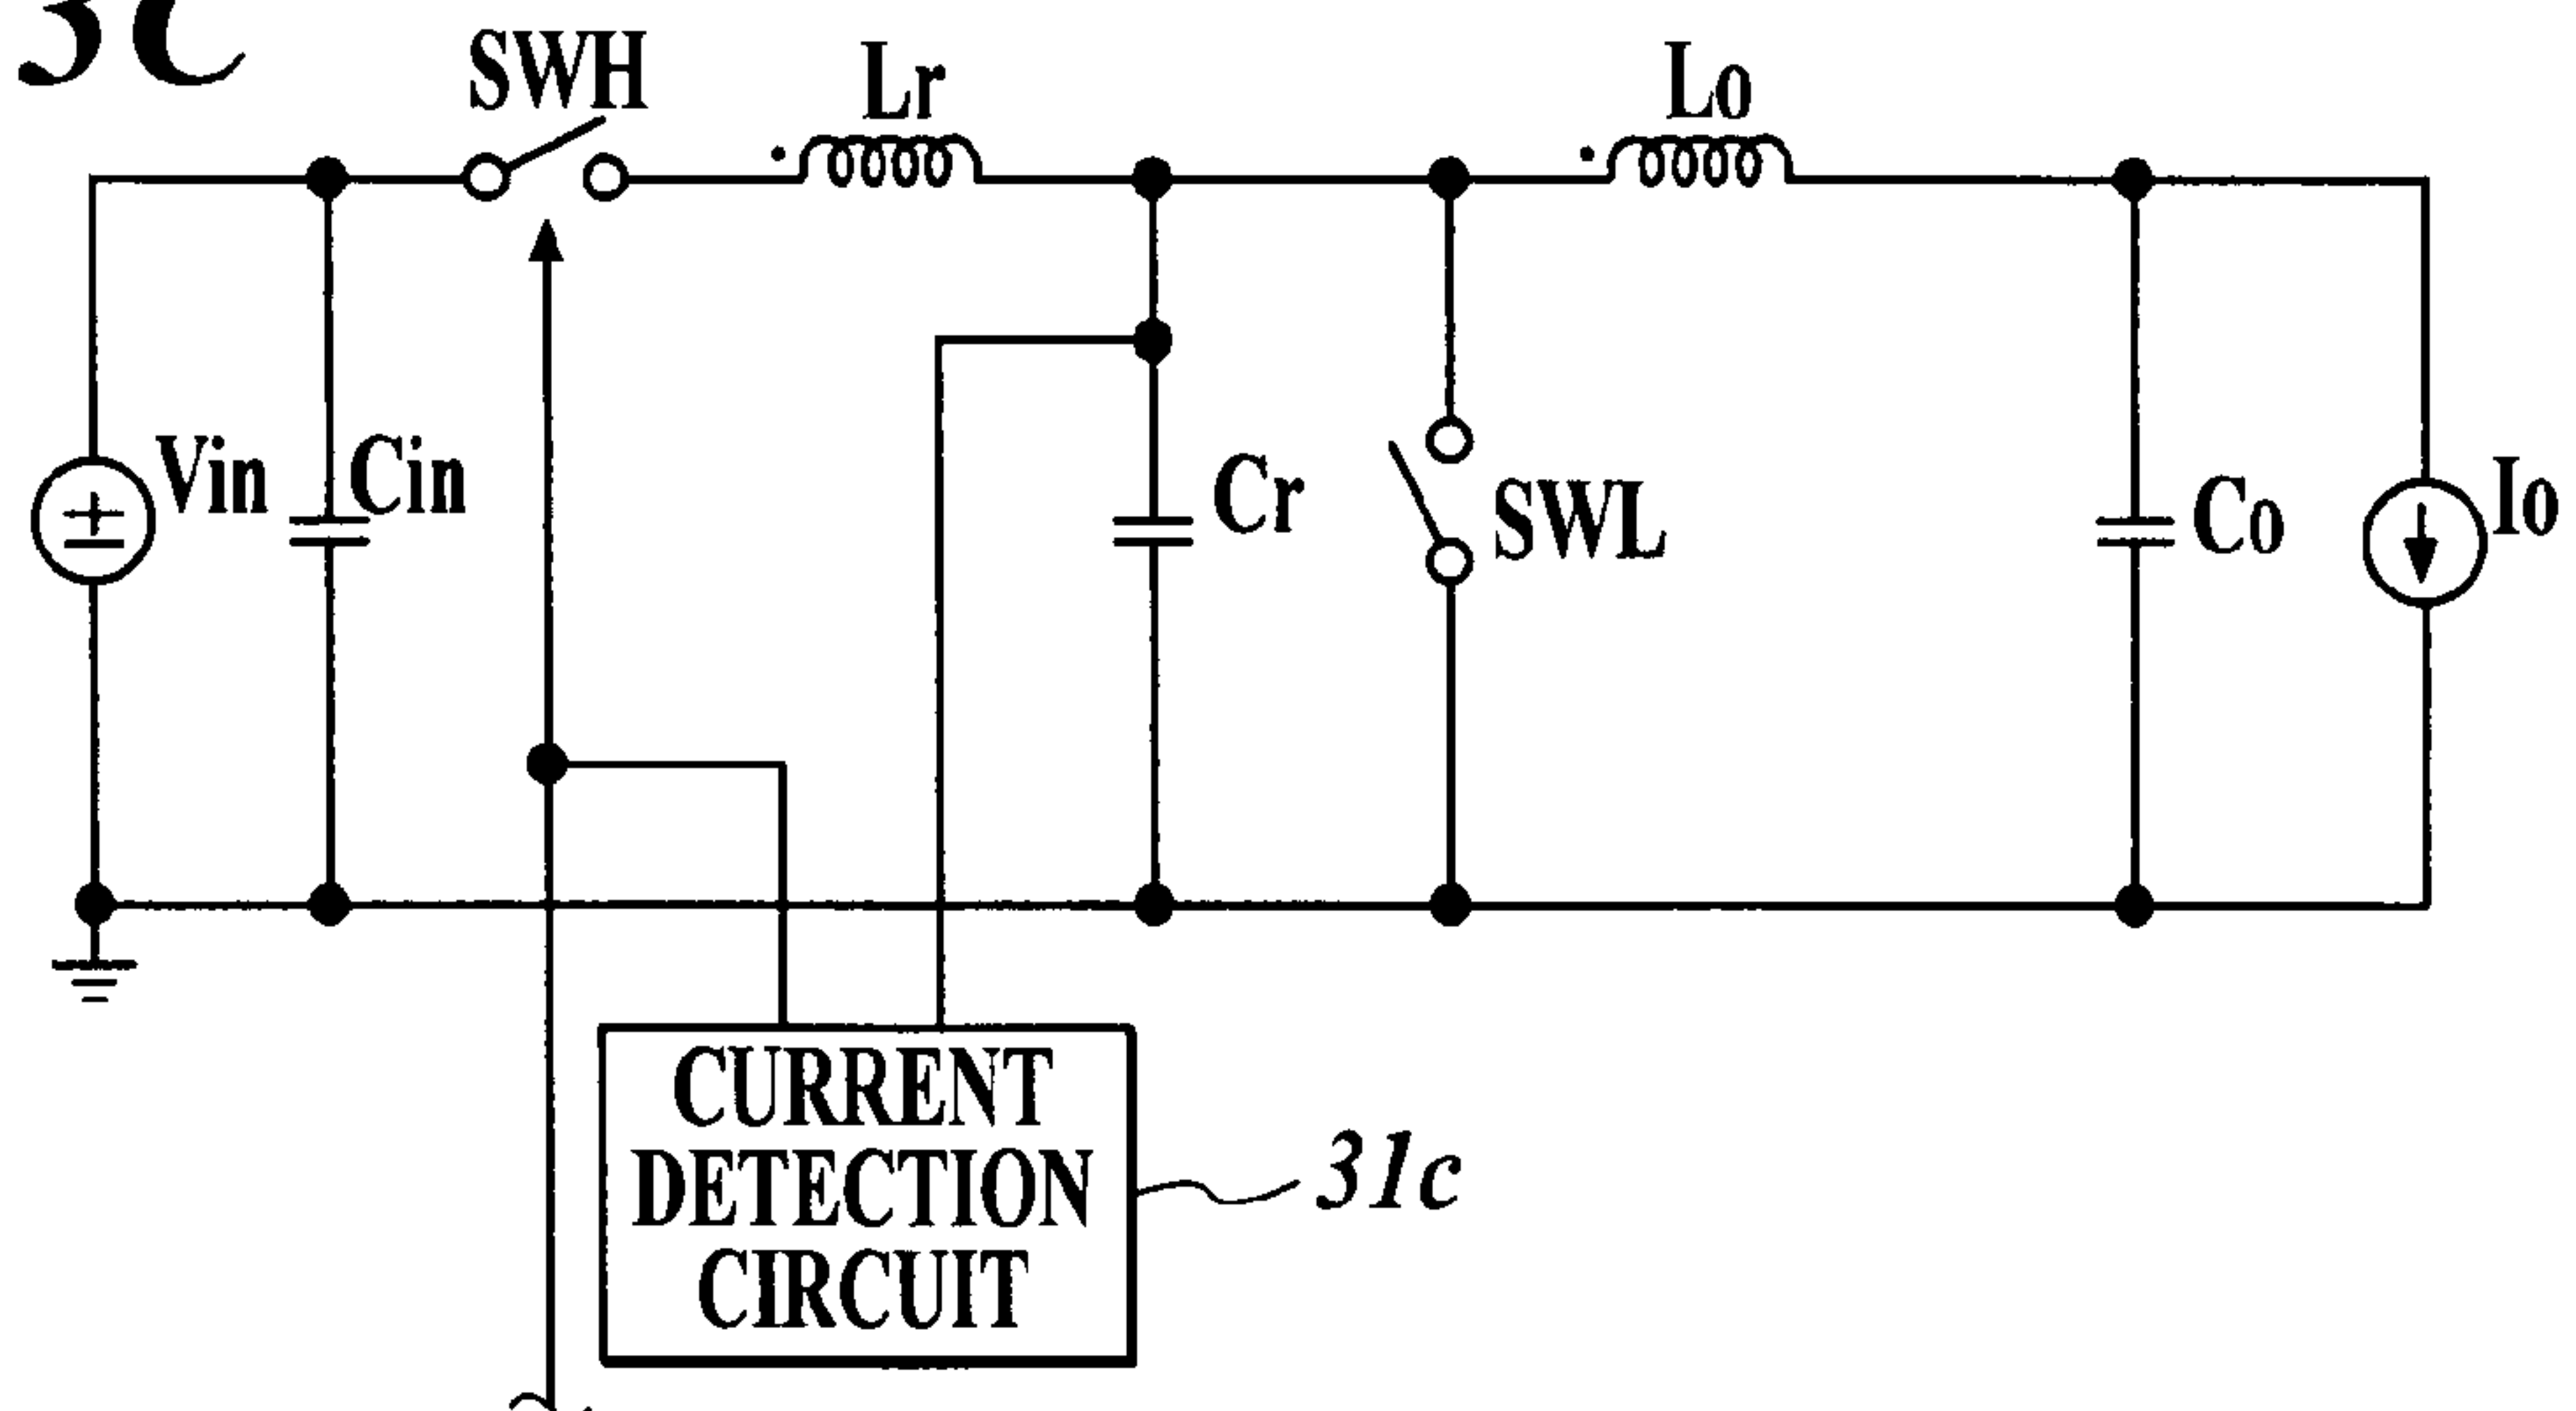 3C
SWH
Lr
Lo
Vin
Cin
Cr
SWL
Co
Io
CURRENT
DETECTION
CIRCUIT
31c